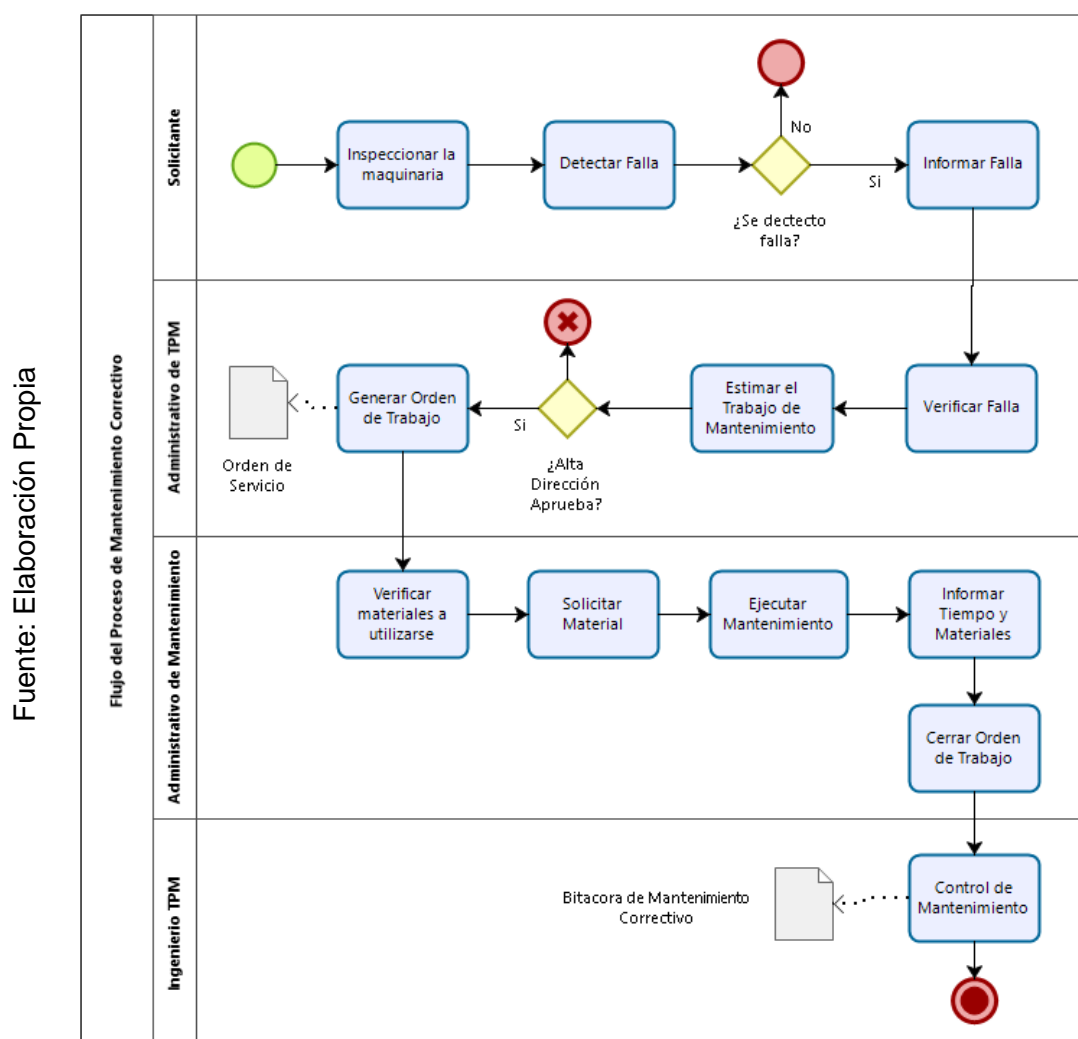 Fuente: Elaboración Propia
Flujo del Proceso de Mantenimiento Correctivo
Solicitante
Inspeccionar la
maquinaria
Detectar Falla
No
Si
¿Se dectecto
falla?
Informar Falla
Administrativo de TPM
Orden de
Servicio
Generar Orden
de Trabajo
Si
¿Alta
Dirección
Aprueba?
Estimar el
Trabajo de
Mantenimiento
Verificar Falla
Administrativo de Mantenimiento
Verificar
materiales a
utilizarse
Solicitar
Material
Ejecutar
Mantenimiento
Informar
Tiempo y
Materiales
Cerrar Orden
de Trabajo
Ingenierio TPM
Bitacora de Mantenimiento
Correctivo
Control de
Mantenimiento